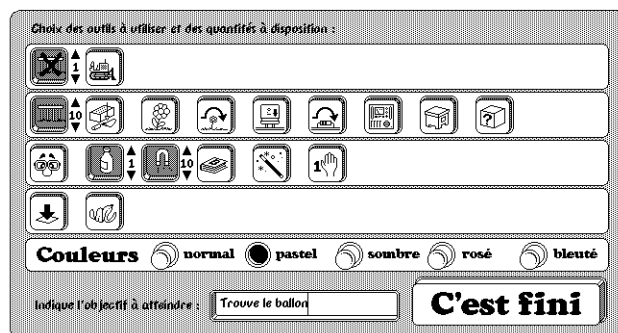 Choix des outils à utiliser et des quantités à disposition :
1
10
1 10 1
Couleurs normal pastel sombre rosé bleuté
Indique l'objectif à atteindre : Trouve le ballon C'est fini